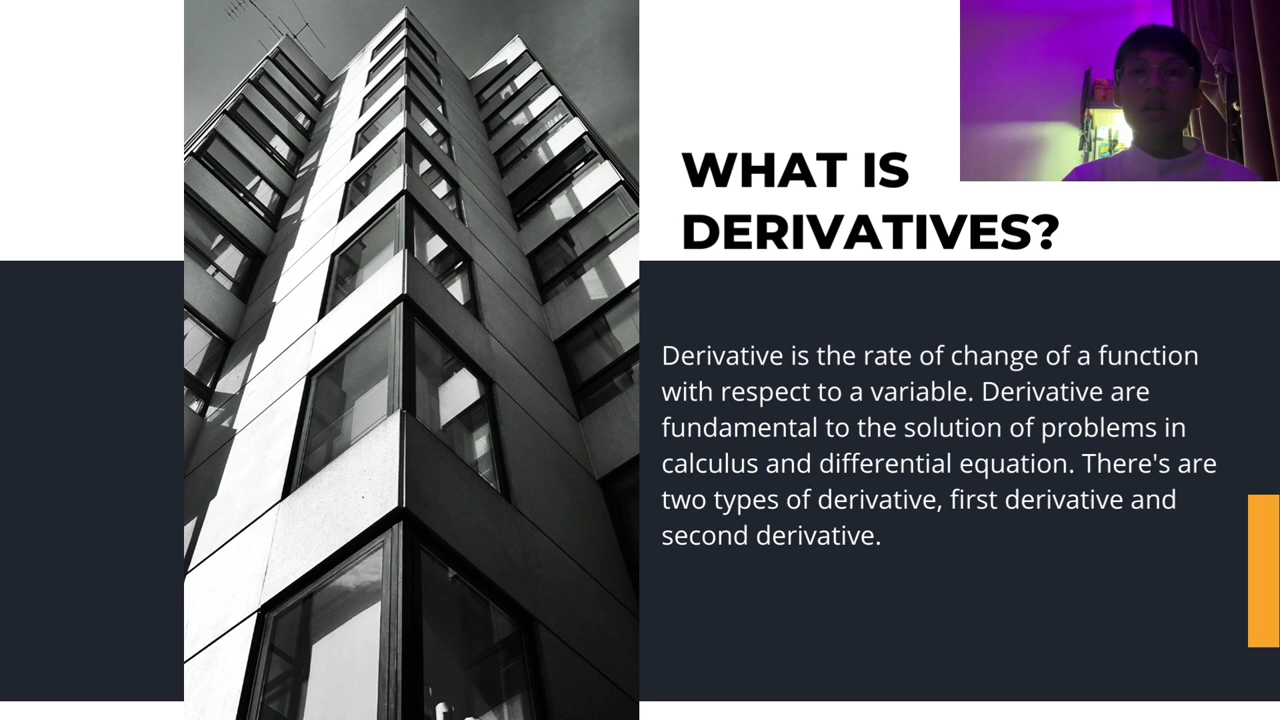 WHAT IS
DERIVATIVES?
Derivative is the rate of change of a function
with respect to a variable. Derivative are
fundamental to the solution of problems in
calculus and differential equation. There's are
two types of derivative, first derivative and
second derivative.